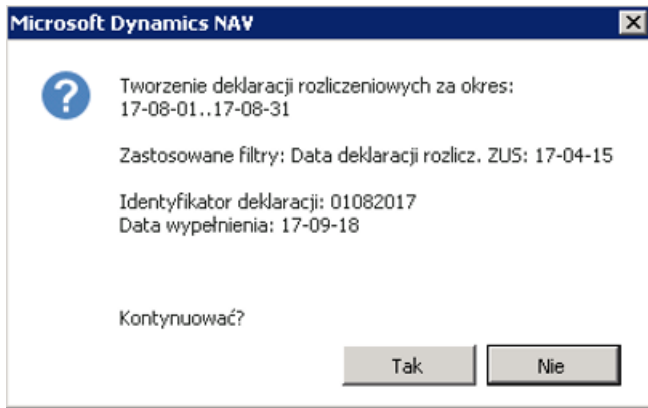 Microsoft Dynamics NAV
Tworzenie deklaracji rozliczeniowych za okres:
17-08-01..17-08-31
Zastosowane filtry: Data deklaracji rozlicz. ZUS: 17-04-15
Identyfikator deklaracji: 01082017
Data wypełnienia: 17-09-18
Kontynuować?
Tak Nie